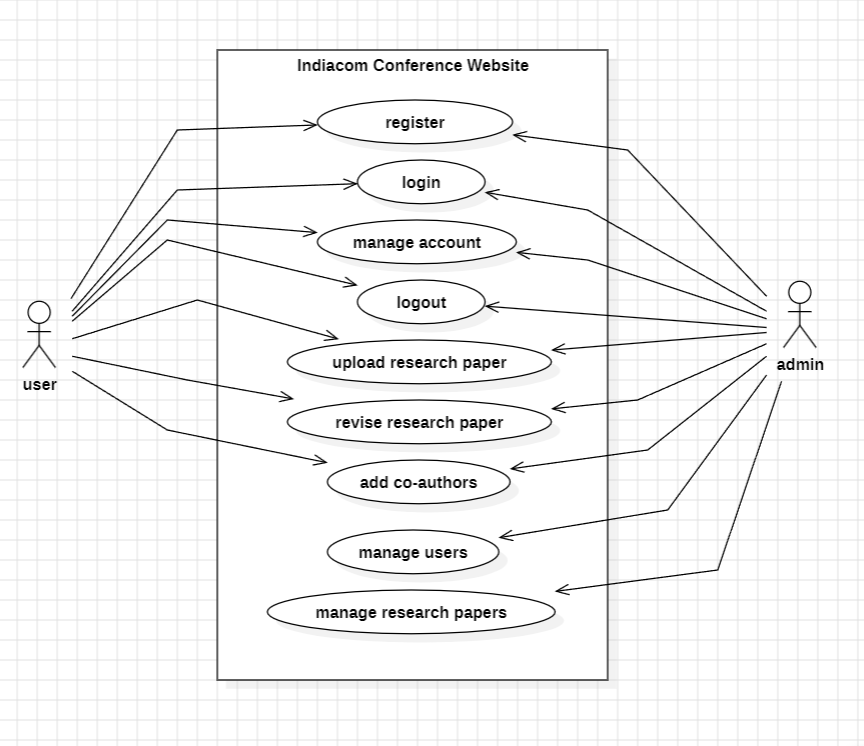 Indiacom Conference Website
register
login
manage account
logout
upload research paper
revise research paper
add co-authors
manage users
manage research papers
user
admin